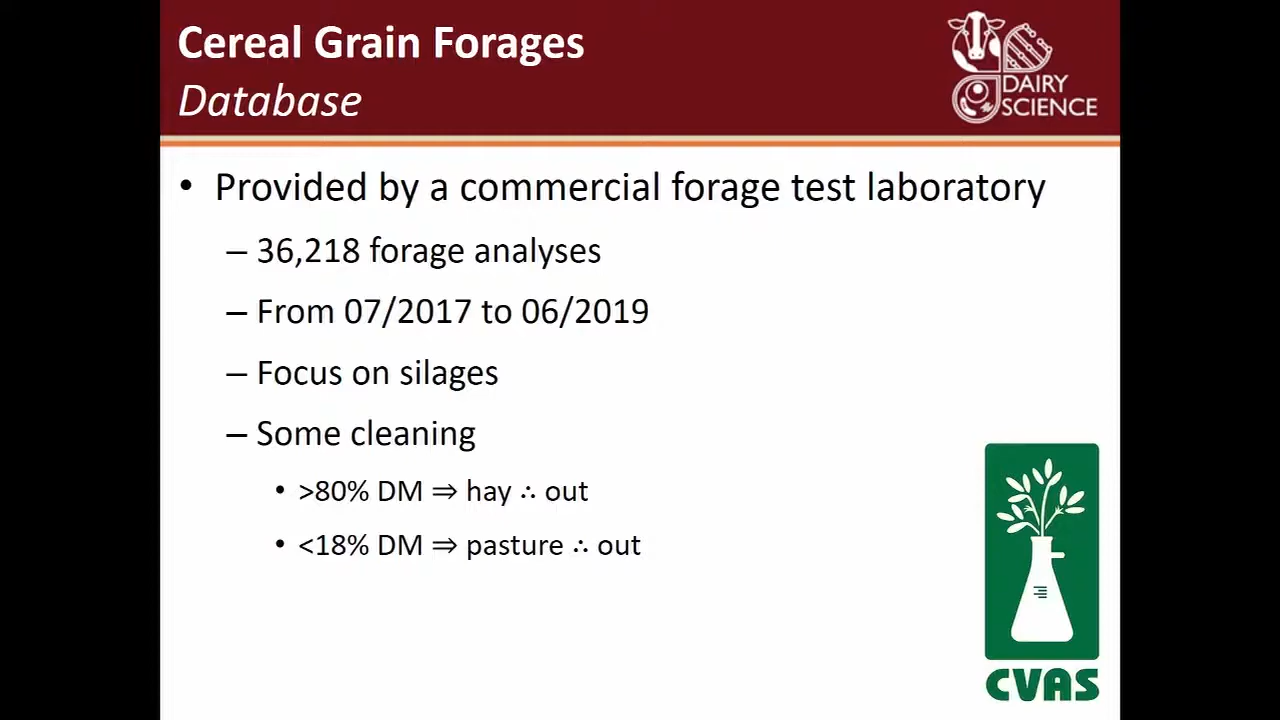 Cereal Grain Forages
Database
DAIRY
SCIENCE
• Provided by a commercial forage test laboratory
– 36,218 forage analyses
– From 07/2017 to 06/2019
– Focus on silages
– Some cleaning
• >80% DM ⇒ hay ∴ out
• <18% DM ⇒ pasture ∴ out
CVAS